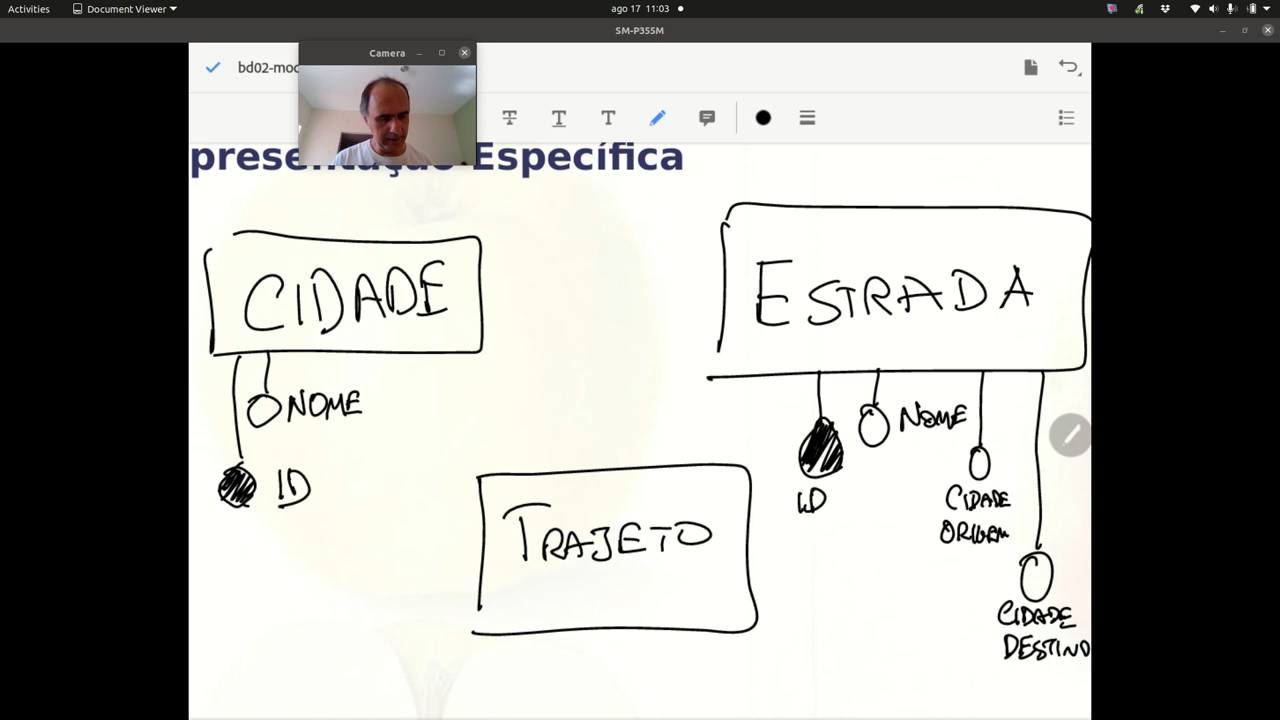 Activities
Document Viewer
ago 17 11:03
SM-P355M
Camera
bd02-mod
presentação Específica
CIDADE
NOME
ID
ESTRADA
ID
NOME
CIDADE
ORIGEM
CIDADE
DESTINO
TRAJETO